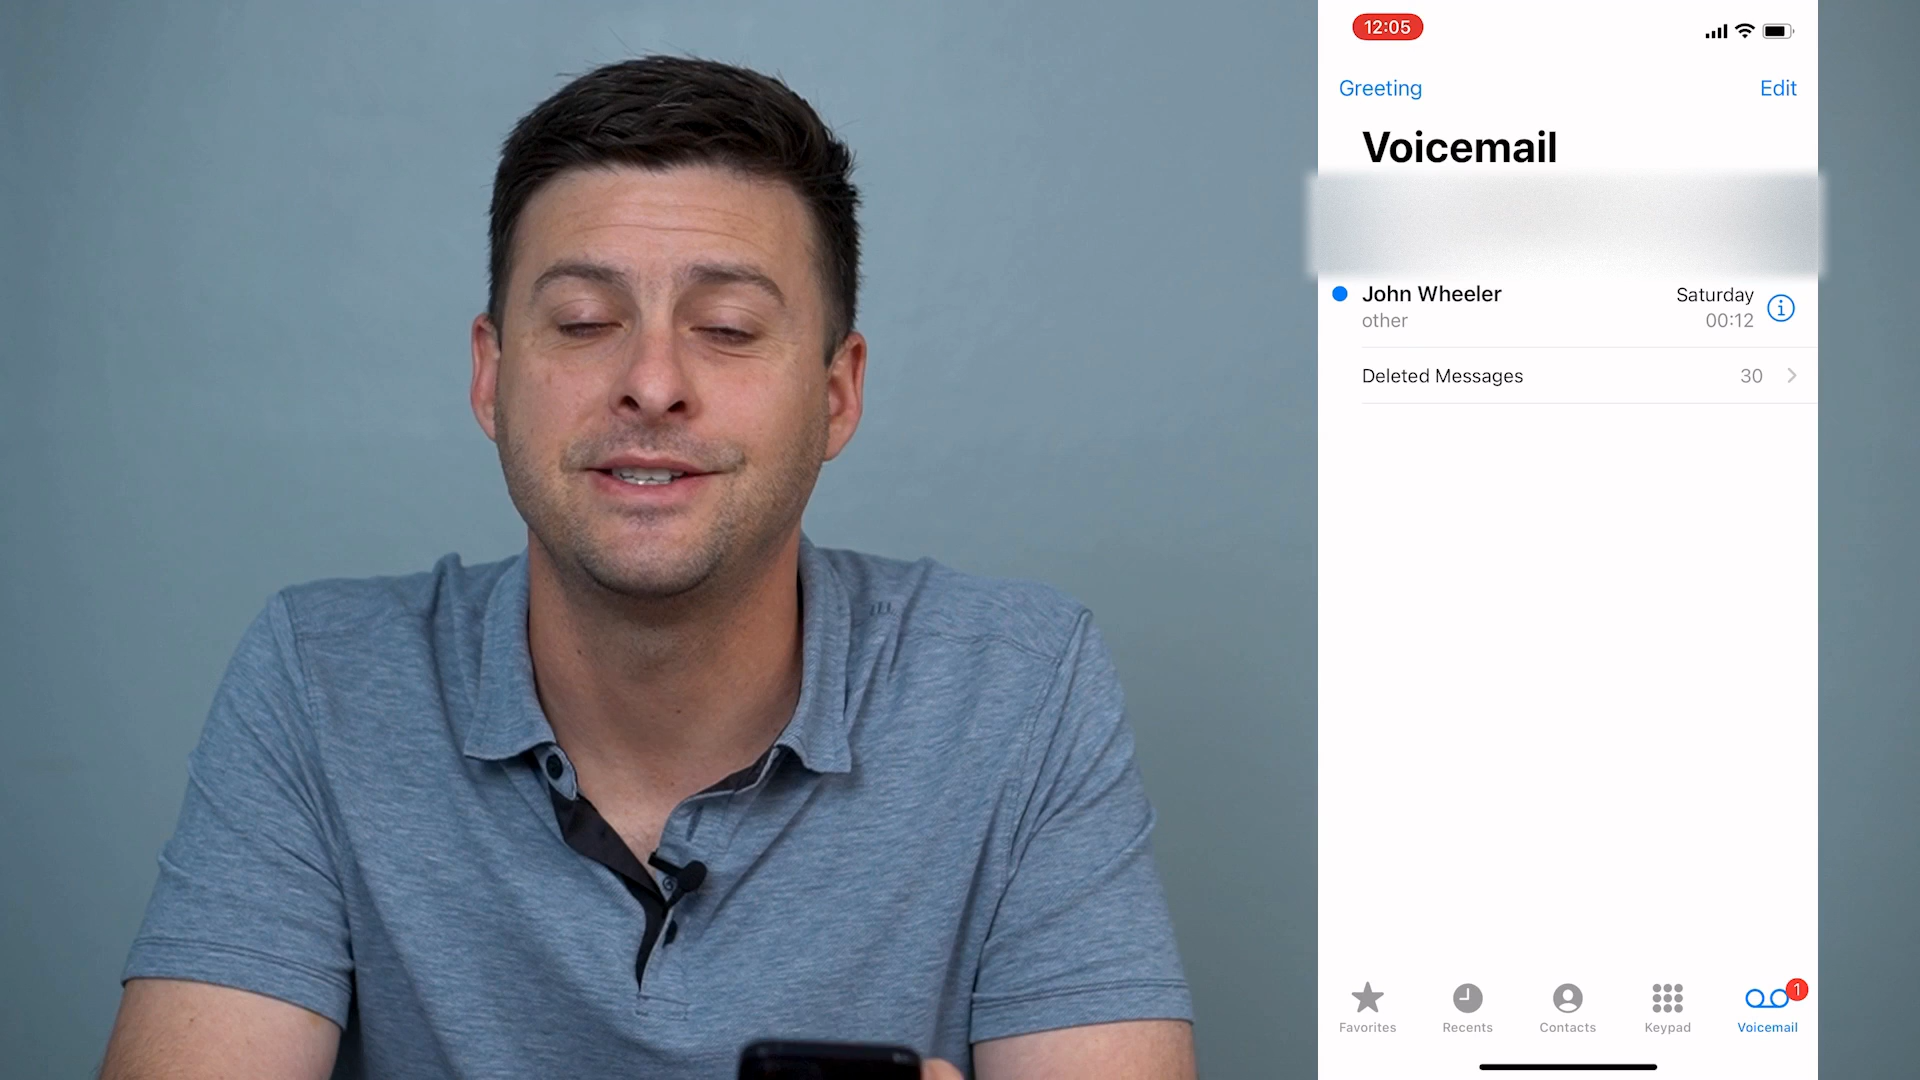 12:05
Greeting
Edit
Voicemail
John Wheeler
Saturday
other
00:12
Deleted Messages
30
1
Favorites
Recents
Contacts
Keypad
Voicemail